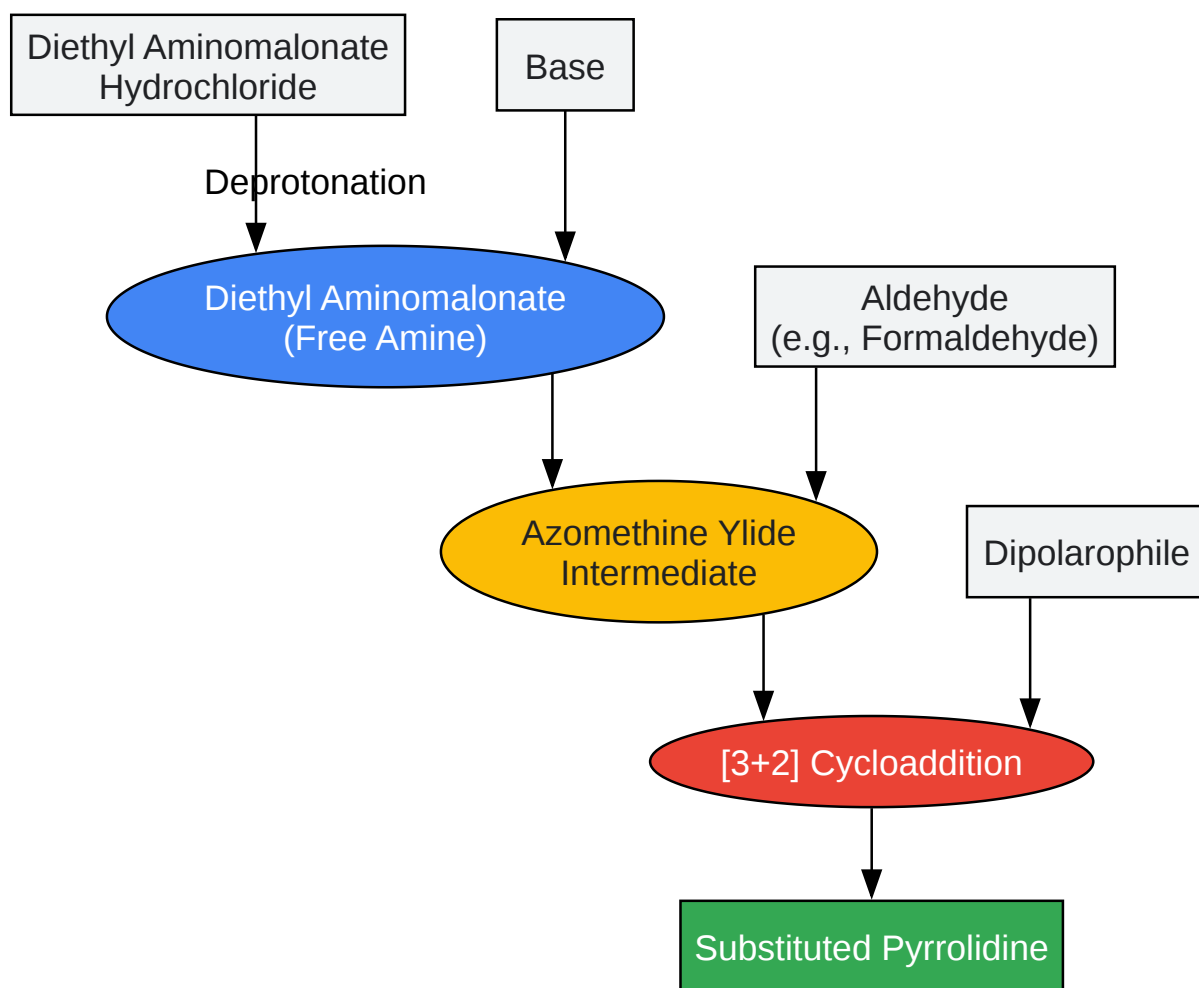 Diethyl Aminomalonate
Hydrochloride
Base
Deprotonation
Diethyl Aminomalonate
(Free Amine)
Aldehyde
(e.g., Formaldehyde)
Azomethine Ylide
Intermediate
Dipolarophile
[3+2] Cycloaddition
Substituted Pyrrolidine